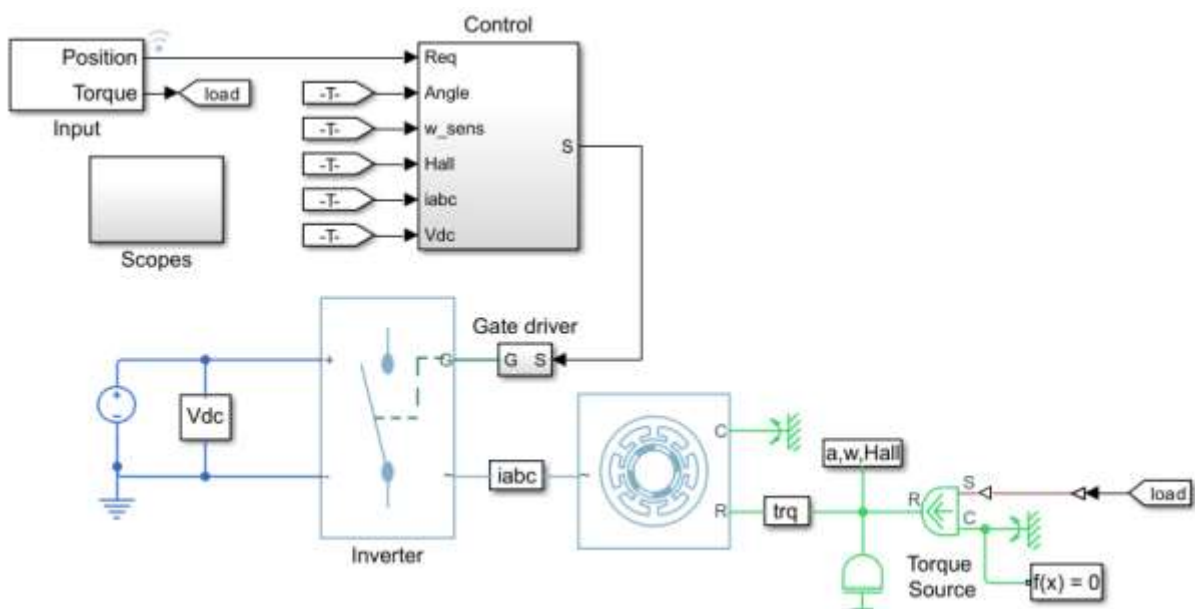 Control
Position
Torque
load
Input
Scopes
Req
Angle
w_sens
Hall
iabc
Vdc
S
-T-
-T-
-T-
-T-
-T-
Gate driver
G S
+
-
G
~
Vdc
+
-
Inverter
iabc
~
C
R
trq
a,w,Hall
R
S
C
load
Torque
Source
f(x) = 0